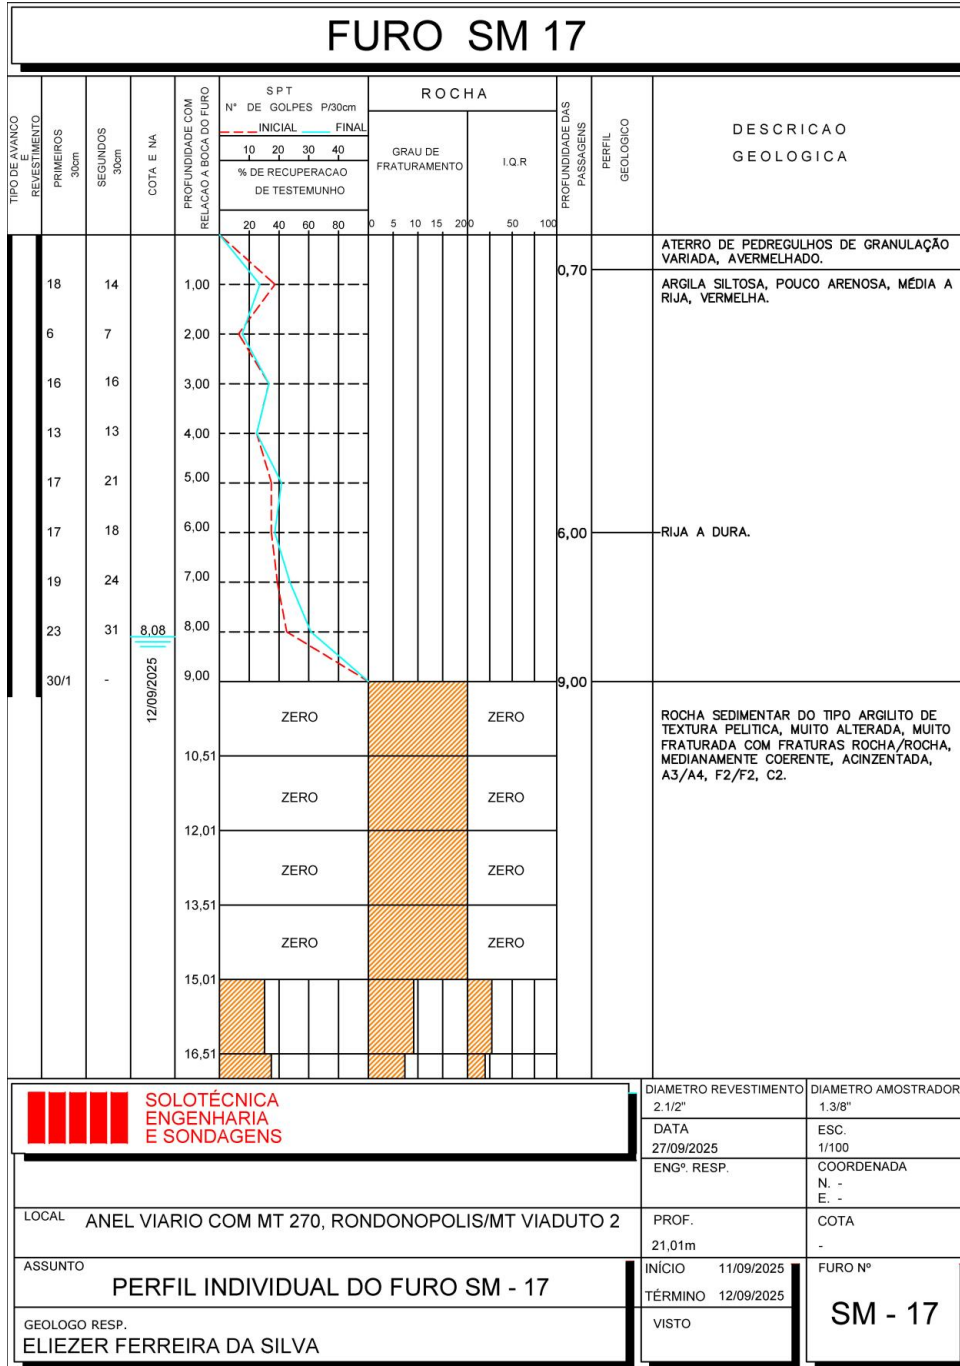 FURO SM 17
TIPO DE AVANCO
E
REVESTIMENTO
PRIMEIROS
30cm
SEGUNDOS
30cm
COTA E NA
PROFUNDIDADE COM
RELACAO A BOCA DO FURO
SPT
N° DE GOLPES P/30cm
INICIAL FINAL
10 20 30 40
% DE RECUPERACAO
DE TESTEMUNHO
20 40 60 80
ROCHA
GRAU DE
FRATURAMENTO
I.Q.R
0 5 10 15 20 0 50 100
PROFUNDIDADE DAS
PASSAGENS
PERFIL
GEOLOGICO
DESCRICAO
GEOLOGICA
ATERRO DE PEDREGULHOS DE GRANULAÇÃO
VARIADA, AVERMELHADO.
0,70
18 14 1,00
ARGILA SILTOSA, POUCO ARENOSA, MÉDIA A
RIJA, VERMELHA.
6 7 2,00
16 16 3,00
13 13 4,00
17 21 5,00
17 18 6,00
6,00 RIJA A DURA.
19 24 7,00
23 31 8,08 8,00
12/09/2025
30/1 - 9,00
9,00
ZERO ZERO
ROCHA SEDIMENTAR DO TIPO ARGILITO DE
TEXTURA PELITICA, MUITO ALTERADA, MUITO
FRATURADA COM FRATURAS ROCHA/ROCHA,
MEDIANAMENTE COERENTE, ACINZENTADA,
A3/A4, F2/F2, C2.
10,51
ZERO ZERO
12,01
ZERO ZERO
13,51
ZERO ZERO
15,01
16,51
SOLOTÉCNICA
ENGENHARIA
E SONDAGENS
DIAMETRO REVESTIMENTO
2.1/2"
DIAMETRO AMOSTRADOR
1.3/8"
DATA
27/09/2025
ESC.
1/100
ENGº. RESP.
COORDENADA
N. -
E. -
LOCAL ANEL VIARIO COM MT 270, RONDONOPOLIS/MT VIADUTO 2
PROF.
21,01m
COTA
-
ASSUNTO
PERFIL INDIVIDUAL DO FURO SM - 17
INÍCIO 11/09/2025
TÉRMINO 12/09/2025
FURO Nº
SM - 17
GEOLOGO RESP.
ELIEZER FERREIRA DA SILVA
VISTO